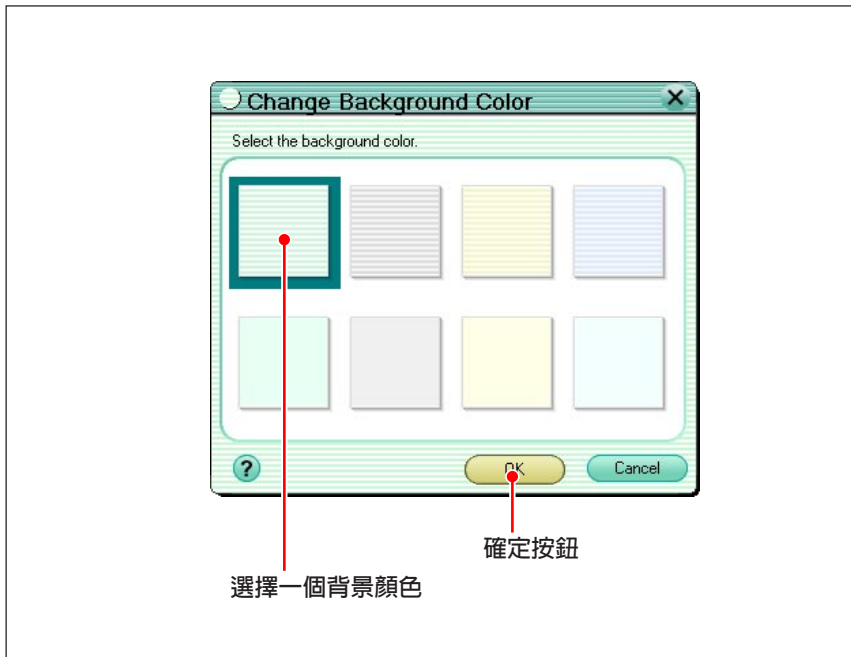 Change Background Color
Select the background color.
?
OK
Cancel
確定按鈕
選擇一個背景顏色